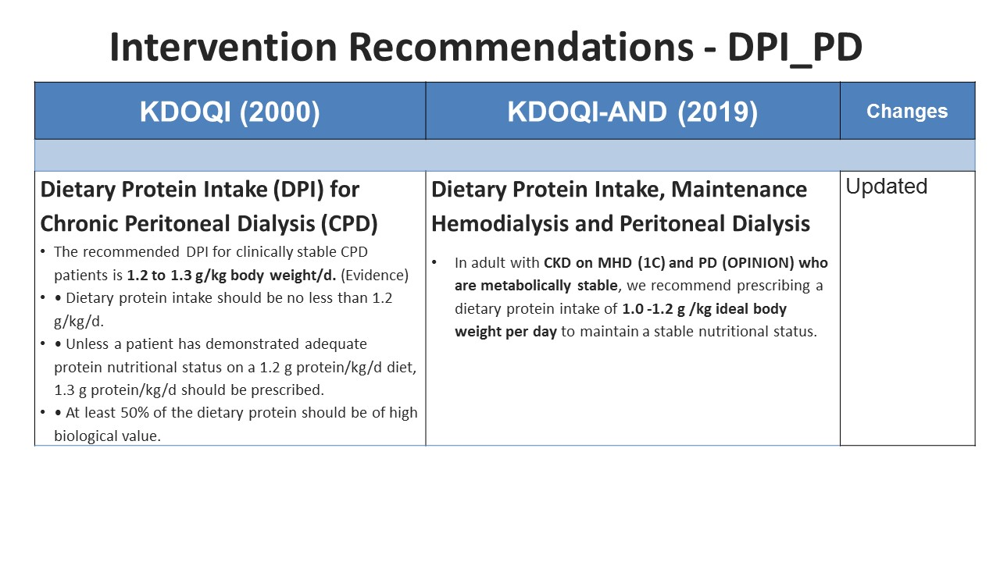 Intervention Recommendations - DPI_PD
KDOQI (2000)
KDOQI-AND (2019)
Changes
Dietary Protein Intake (DPI) for
Chronic Peritoneal Dialysis (CPD)
• The recommended DPI for clinically stable CPD
patients is 1.2 to 1.3 g/kg body weight/d. (Evidence)
• • Dietary protein intake should be no less than 1.2
g/kg/d.
• • Unless a patient has demonstrated adequate
protein nutritional status on a 1.2 g protein/kg/d diet,
1.3 g protein/kg/d should be prescribed.
• • At least 50% of the dietary protein should be of high
biological value.
Dietary Protein Intake, Maintenance
Hemodialysis and Peritoneal Dialysis
• In adult with CKD on MHD (1C) and PD (OPINION) who
are metabolically stable, we recommend prescribing a
dietary protein intake of 1.0 -1.2 g /kg ideal body
weight per day to maintain a stable nutritional status.
Updated